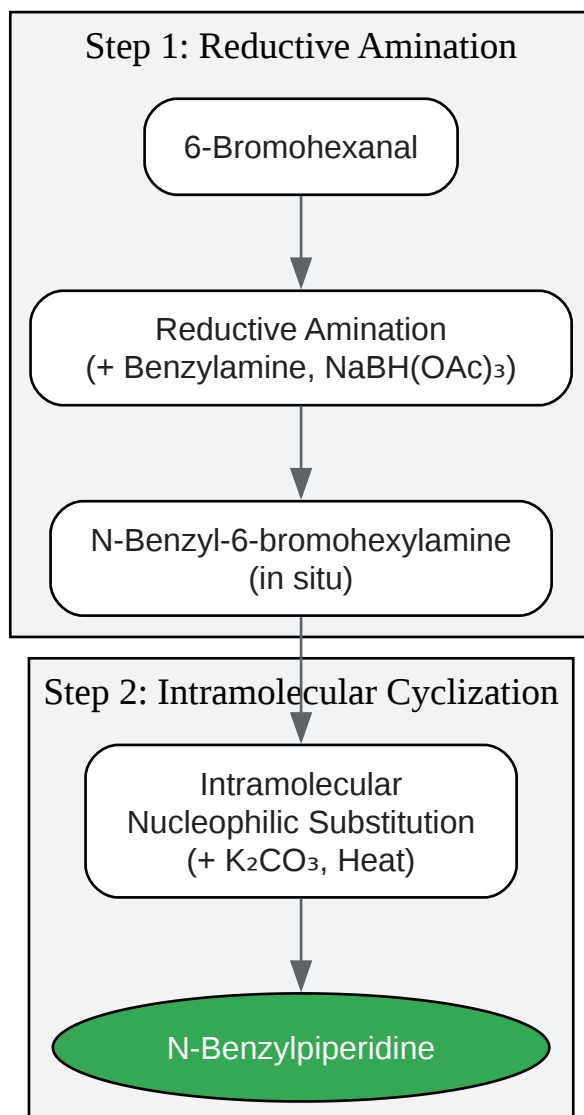 Step 1: Reductive Amination
6-Bromohexanal
Reductive Amination
(+ Benzylamine, NaBH(OAc)₃)
N-Benzyl-6-bromohexylamine
(in situ)
Step 2: Intramolecular Cyclization
Intramolecular
Nucleophilic Substitution
(+ K₂CO₃, Heat)
N-Benzylpiperidine